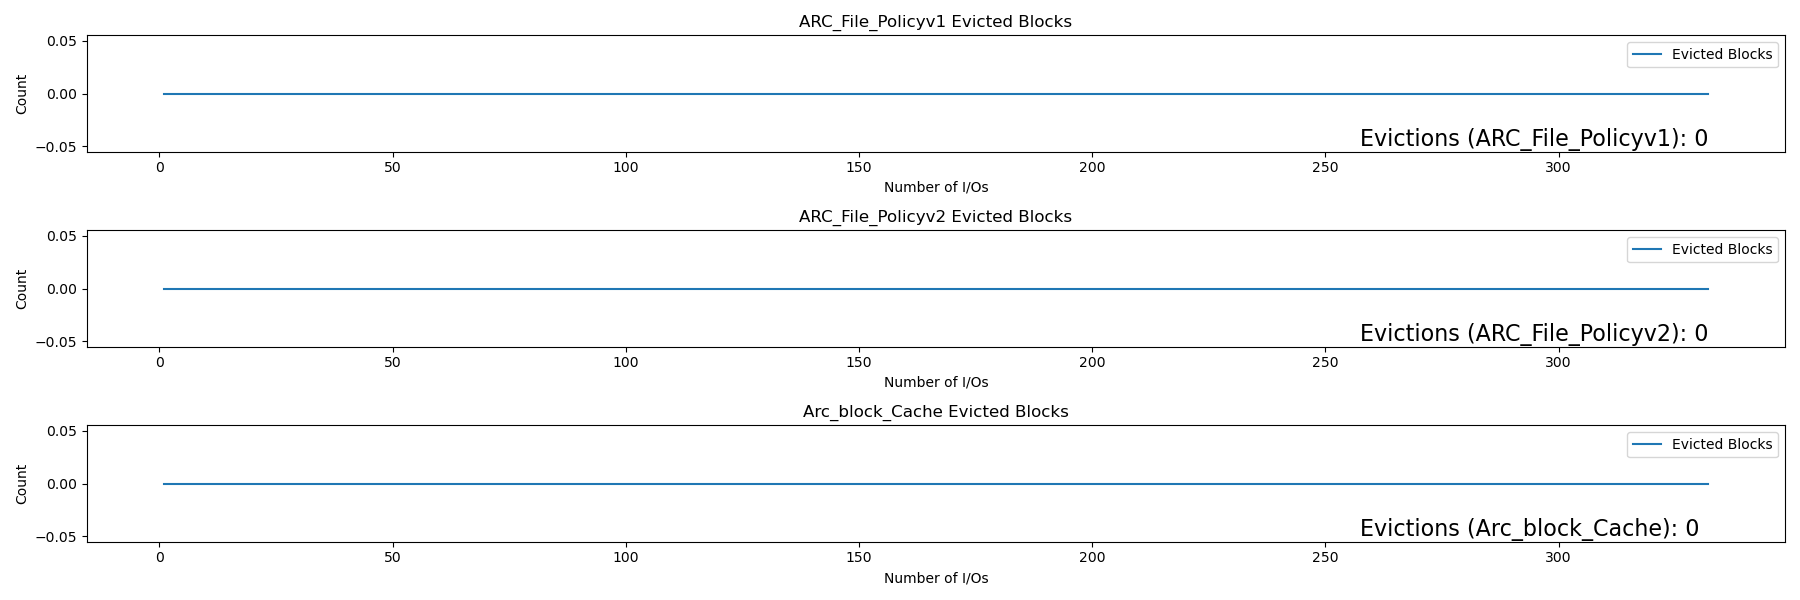 ARC_File_Policyv1 Evicted Blocks
0.05
0.00
−0.05
Count
Evicted Blocks
Evictions (ARC_File_Policyv1): 0
0 50 100 150 200 250 300
Number of I/Os
ARC_File_Policyv2 Evicted Blocks
0.05
0.00
−0.05
Count
Evicted Blocks
Evictions (ARC_File_Policyv2): 0
0 50 100 150 200 250 300
Number of I/Os
Arc_block_Cache Evicted Blocks
0.05
0.00
−0.05
Count
Evicted Blocks
Evictions (Arc_block_Cache): 0
0 50 100 150 200 250 300
Number of I/Os